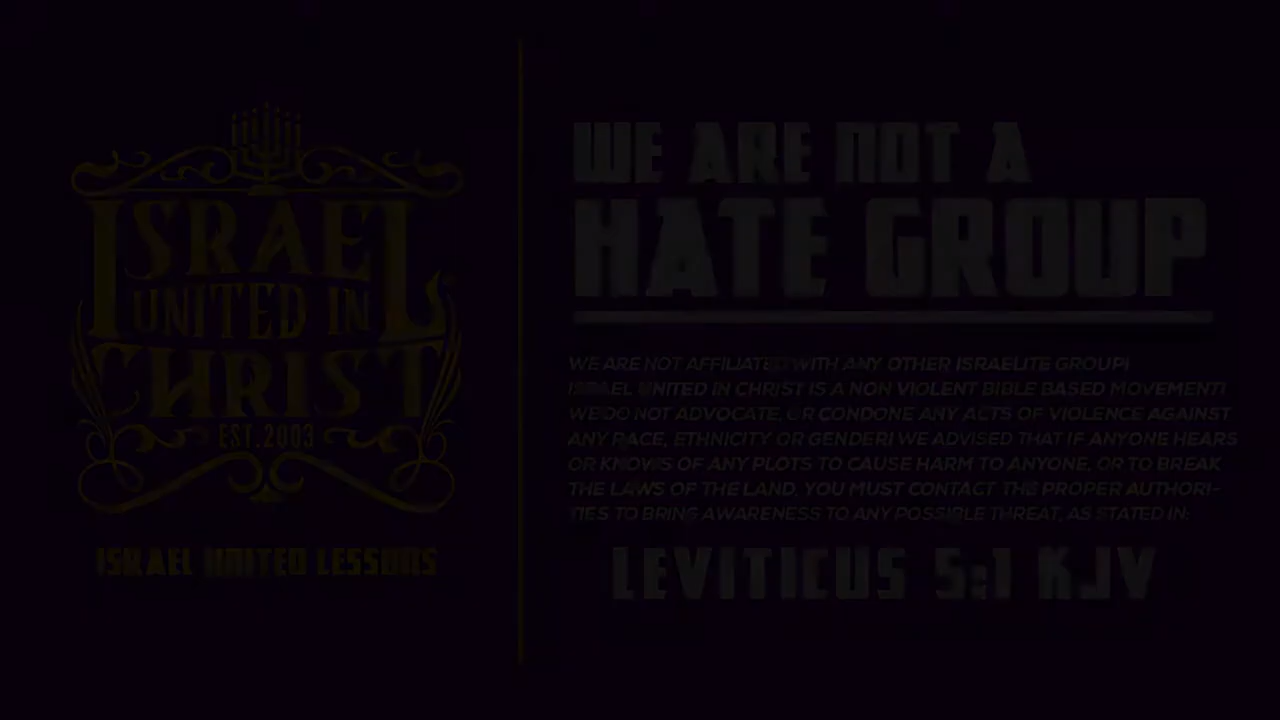 ISRAEL
UNITED IN
CHRIST
EST.2003
ISRAEL UNITED LESSONS
WE ARE NOT A
HATE GROUP
WE ARE NOT AFFILIATED WITH ANY OTHER ISRAELITE GROUP!
ISRAEL UNITED IN CHRIST IS A NON VIOLENT BIBLE BASED MOVEMENT!
WE DO NOT ADVOCATE, OR CONDONE ANY ACTS OF VIOLENCE AGAINST
ANY RACE, ETHNICITY OR GENDER! WE ADVISED THAT IF ANYONE HEARS
OR KNOWS OF ANY PLOTS TO CAUSE HARM TO ANYONE, OR TO BREAK
THE LAWS OF THE LAND, YOU MUST CONTACT THE PROPER AUTHORI-
TIES TO BRING AWARENESS TO ANY POSSIBLE THREAT, AS STATED IN:
LEVITICUS 5:1 KJV